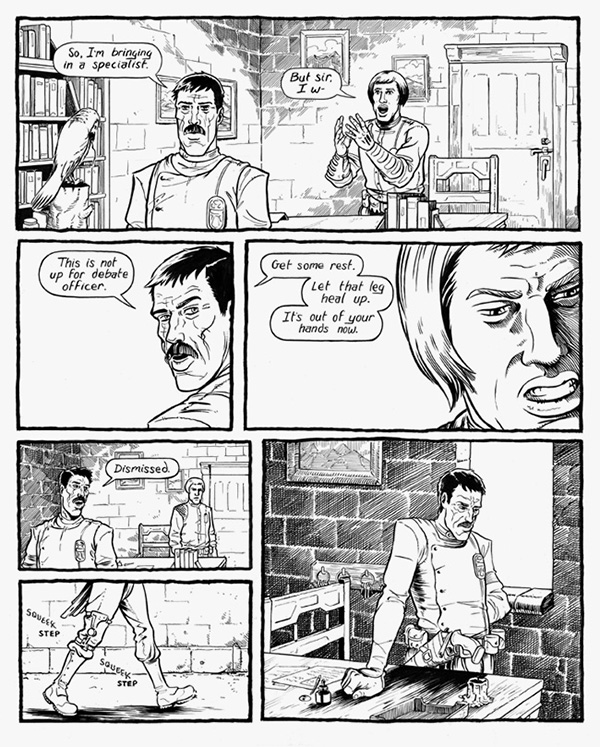 So, I'm bringing
in a specialist.
But sir,
I w-
This is not
up for debate
officer.
Get some rest.
Let that leg
heal up.
It's out of your
hands now.
Dismissed.
SQUEEK
STEP
SQUEEK
STEP